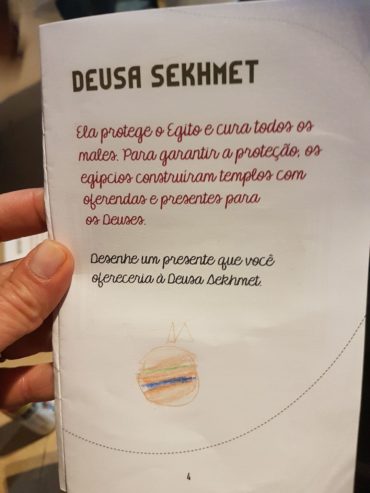 DEUSA SEKHMET
Ela protege o Egito e cura todos os
males. Para garantir a proteção, os
egípcios construíram templos com
oferendas e presentes para
os Deuses.
Desenhe um presente que você
ofereceria à Deusa Sekhmet.
4